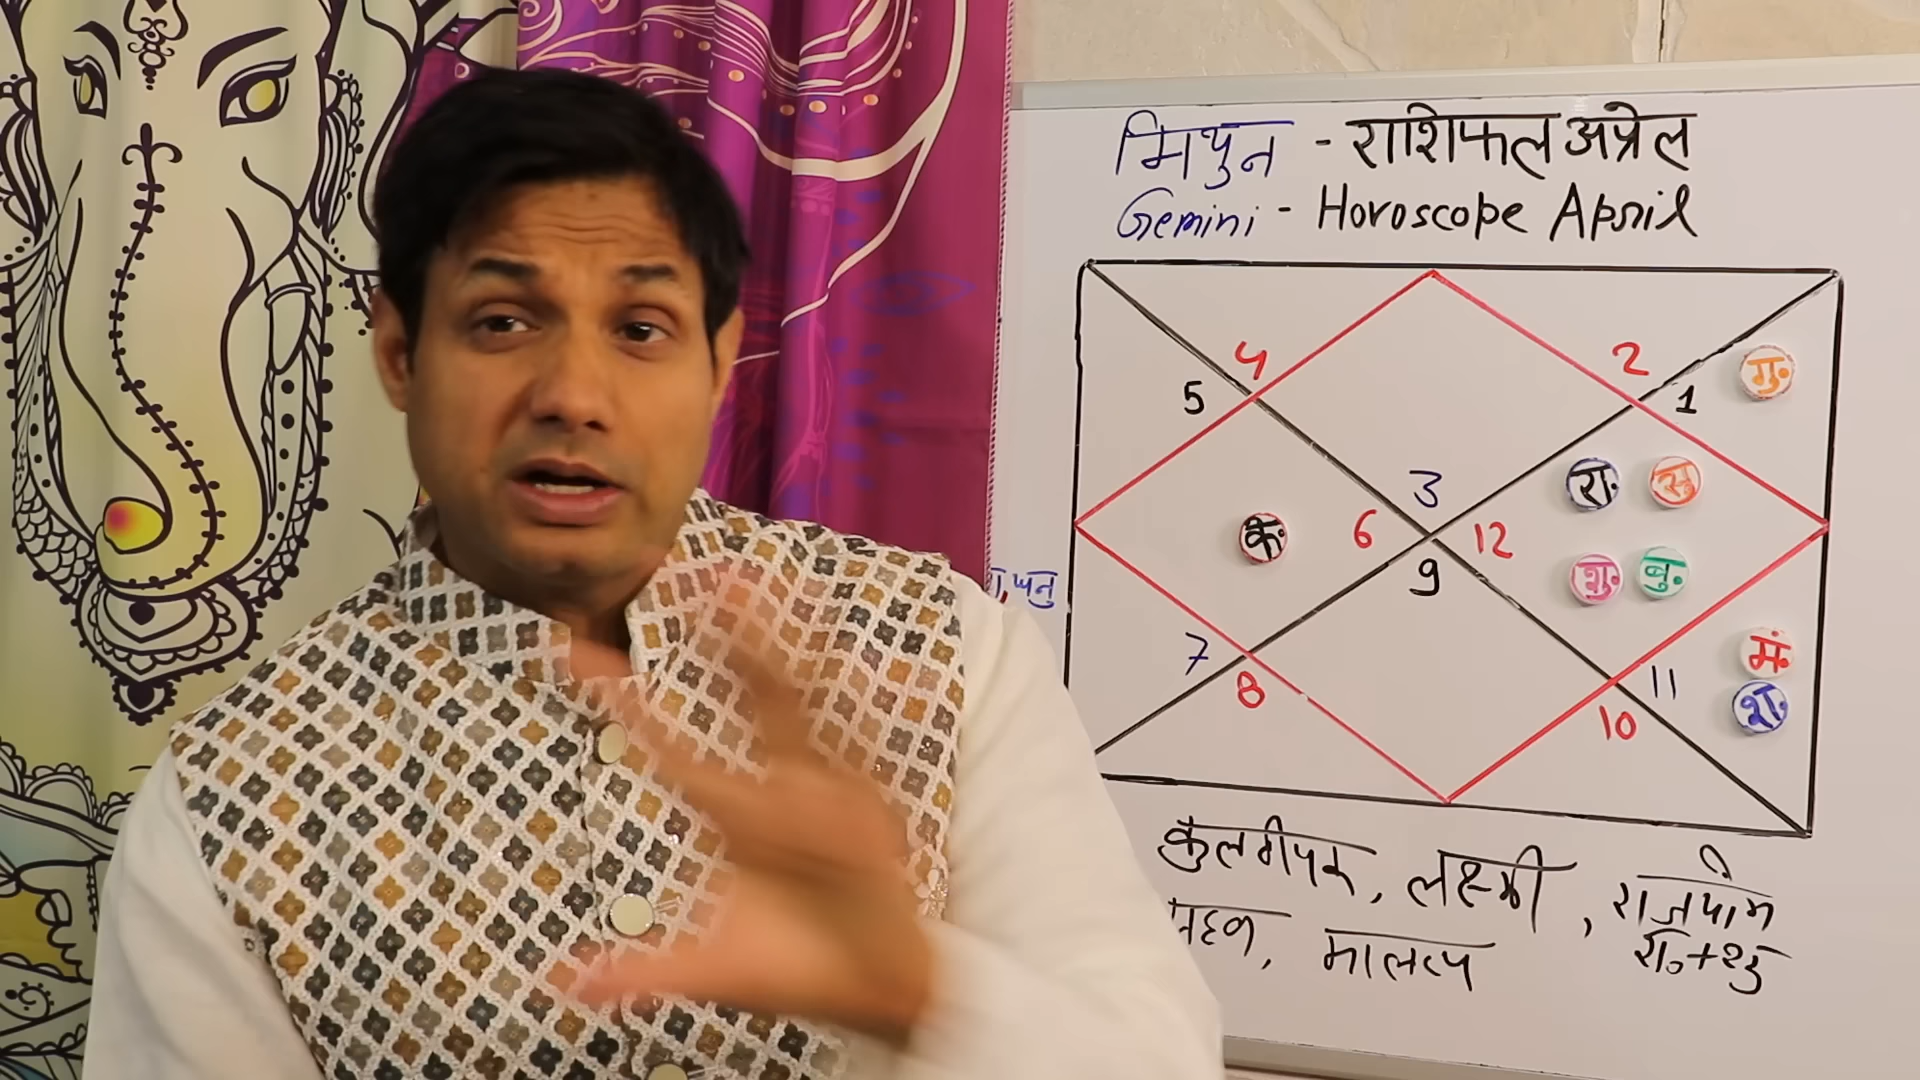 मिथुन - राशिफल अप्रेल
Gemini - Horoscope April
4
2
5
1
गु.
रा.
सू.
3
के.
6
12
9
शु.
बु.
धनु
7
8
11
10
मं.
श.
कुलदीपक, लक्ष्मी, राजयोग
मालव्य